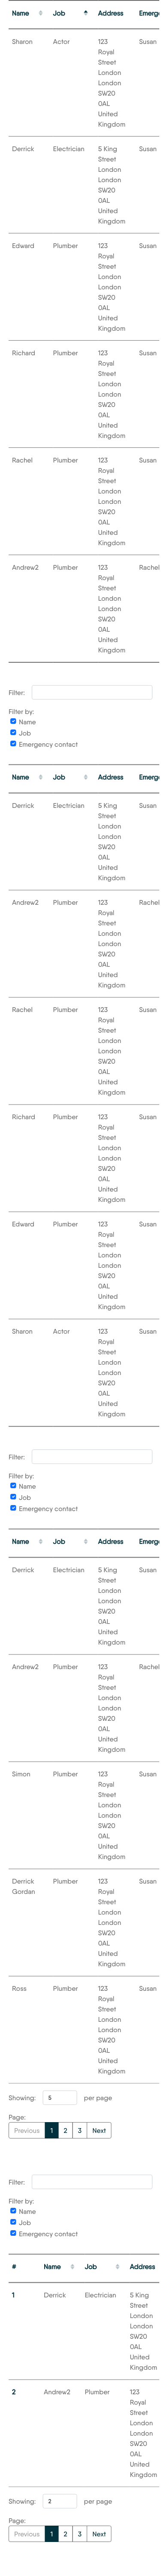 Name Job Address Emerge
Sharon Actor 123 Susan
Royal
Street
London
London
SW20
0AL
United
Kingdom
Derrick Electrician 5 King Susan
Street
London
London
SW20
0AL
United
Kingdom
Edward Plumber 123 Susan
Royal
Street
London
London
SW20
0AL
United
Kingdom
Richard Plumber 123 Susan
Royal
Street
London
London
SW20
0AL
United
Kingdom
Rachel Plumber 123 Susan
Royal
Street
London
London
SW20
0AL
United
Kingdom
Andrew2 Plumber 123 Rachel
Royal
Street
London
London
SW20
0AL
United
Kingdom
Filter:
Filter by:
Name
Job
Emergency contact
Name Job Address Emerge
Derrick Electrician 5 King Susan
Street
London
London
SW20
0AL
United
Kingdom
Andrew2 Plumber 123 Rachel
Royal
Street
London
London
SW20
0AL
United
Kingdom
Rachel Plumber 123 Susan
Royal
Street
London
London
SW20
0AL
United
Kingdom
Richard Plumber 123 Susan
Royal
Street
London
London
SW20
0AL
United
Kingdom
Edward Plumber 123 Susan
Royal
Street
London
London
SW20
0AL
United
Kingdom
Sharon Actor 123 Susan
Royal
Street
London
London
SW20
0AL
United
Kingdom
Filter:
Filter by:
Name
Job
Emergency contact
Name Job Address Emerge
Derrick Electrician 5 King Susan
Street
London
London
SW20
0AL
United
Kingdom
Andrew2 Plumber 123 Rachel
Royal
Street
London
London
SW20
0AL
United
Kingdom
Simon Plumber 123 Susan
Royal
Street
London
London
SW20
0AL
United
Kingdom
Derrick Plumber 123 Susan
Gordan Royal
Street
London
London
SW20
0AL
United
Kingdom
Ross Plumber 123 Susan
Royal
Street
London
London
SW20
0AL
United
Kingdom
Showing: 5 per page
Page:
Previous 1 2 3 Next
Filter:
Filter by:
Name
Job
Emergency contact
# Name Job Address
1 Derrick Electrician 5 King
Street
London
London
SW20
0AL
United
Kingdom
2 Andrew2 Plumber 123
Royal
Street
London
London
SW20
0AL
United
Kingdom
Showing: 2 per page
Page:
Previous 1 2 3 Next